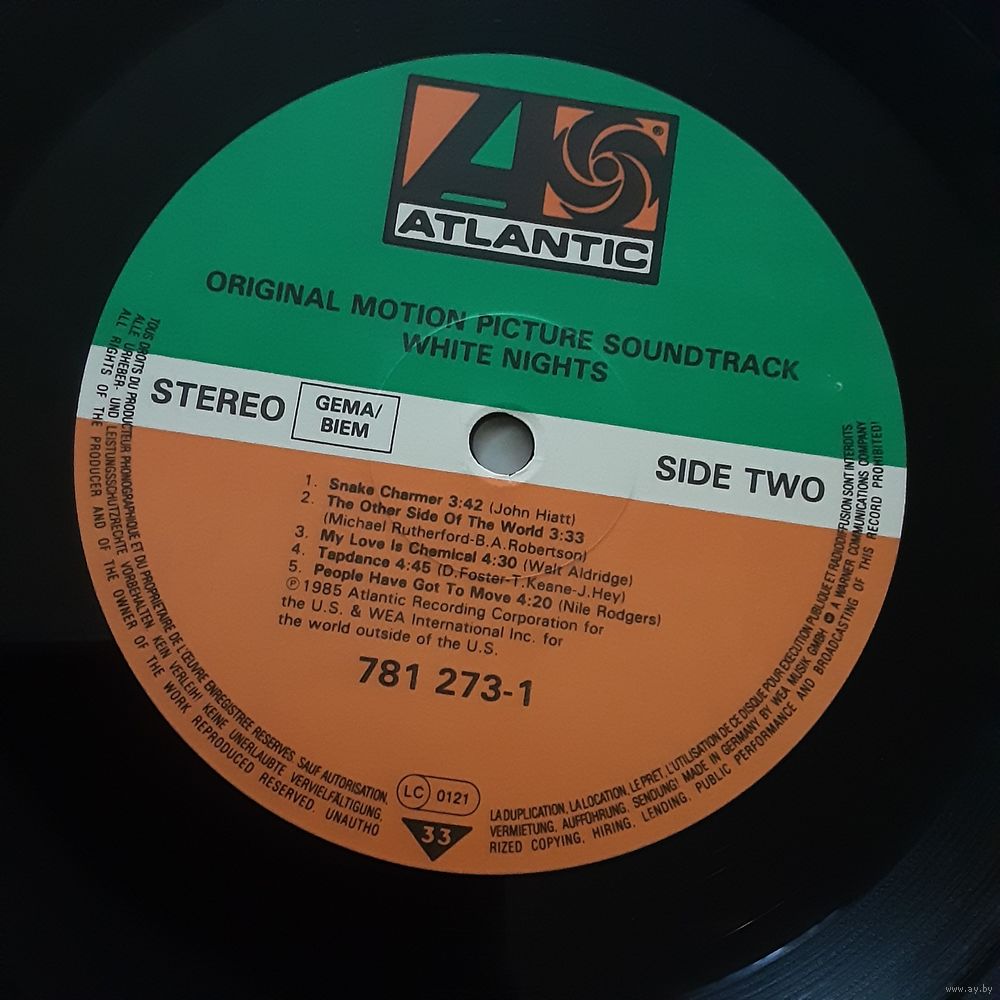 ATLANTIC
®
ORIGINAL MOTION PICTURE SOUNDTRACK
WHITE NIGHTS
STEREO
GEMA/
BIEM
SIDE TWO
1. Snake Charmer 3:42 (John Hiatt)
2. The Other Side Of The World 3:33
(Michael Rutherford-B.A.Robertson)
3. My Love Is Chemical 4:30 (Walt Aldridge)
4. Tapdance 4:45 (D.Foster-T.Keane-J.Hey)
5. People Have Got To Move 4:20 (Nile Rodgers)
℗ 1985 Atlantic Recording Corporation for
the U.S. & WEA International Inc. for
the world outside of the U.S.
781 273-1
LC 0121
33
TOUS DROITS DU PRODUCTEUR PHONOGRAPHIQUE ET DU PROPRIETAIRE DE L'ŒUVRE ENREGISTREE RESERVES. SAUF AUTORISATION, LA DUPLICATION, LA LOCATION, LE PRET, L'UTILISATION DE CE DISQUE POUR EXECUTION PUBLIQUE ET RADIODIFFUSION SONT INTERDITS
ALLE URHEBER- UND LEISTUNGSSCHUTZRECHTE VORBEHALTEN. KEIN VERLEIH! KEINE UNERLAUBTE VERVIELFÄLTIGUNG, VERMIETUNG, AUFFÜHRUNG, SENDUNG! MADE IN GERMANY BY WEA MUSIK GMBH A WARNER COMMUNICATIONS COMPANY
ALL RIGHTS OF THE PRODUCER AND OF THE OWNER OF THE WORK REPRODUCED RESERVED. UNAUTHORIZED COPYING, HIRING, LENDING, PUBLIC PERFORMANCE AND BROADCASTING OF THIS RECORD PROHIBITED!
www.ay.by